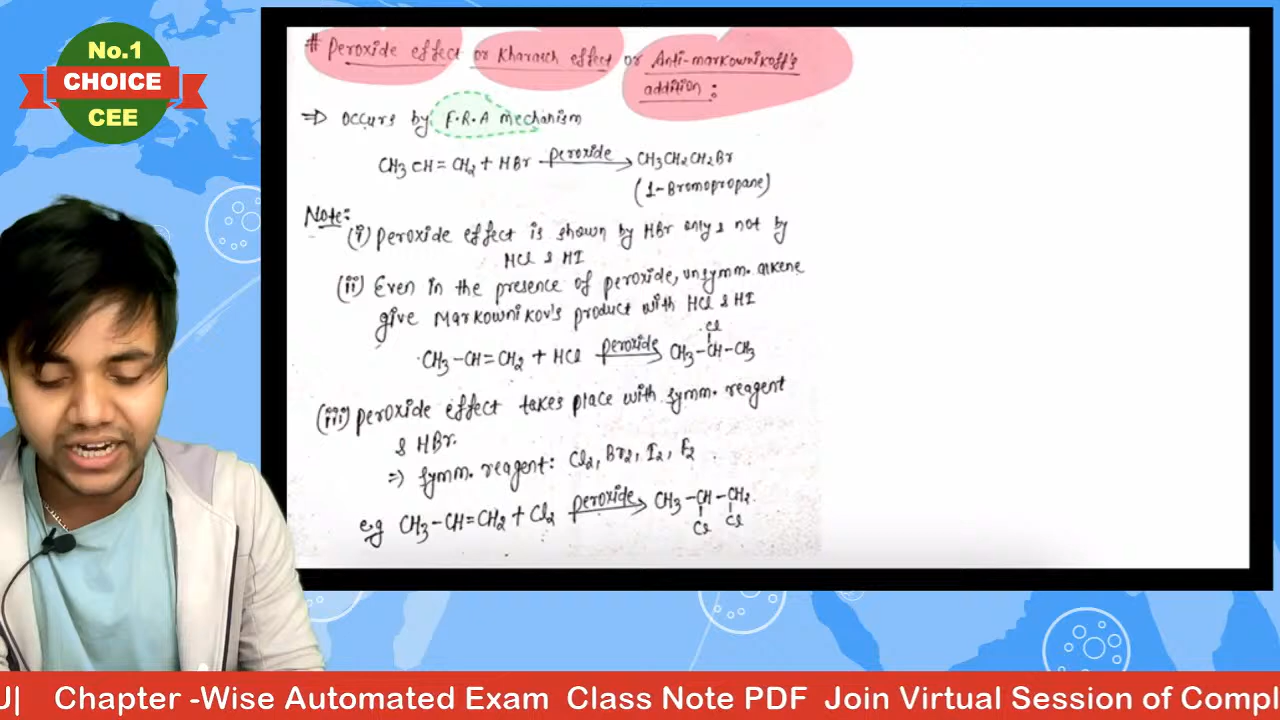 No.1
CHOICE
CEE
# Peroxide effect or Kharasch effect or Anti-markownikoff's
addition :
⇒ occurs by F.R.A mechanism
CH3 CH = CH2 + HBr peroxide → CH3CH2CH2Br
(1-Bromopropane)
Note:
(i) peroxide effect is shown by HBr only & not by
HCl & HI
(ii) Even in the presence of peroxide, unsymm. alkene
give Markownikov's product with HCl & HI
Cl
CH3-CH=CH2 + HCl peroxide → CH3-CH-CH3
(iii) peroxide effect takes place with symm. reagent
& HBr.
⇒ symm. reagent: Cl2, Br2, I2, F2
e.g CH3-CH=CH2 + Cl2 peroxide → CH3-CH-CH2
Cl Cl
J| Chapter -Wise Automated Exam Class Note PDF Join Virtual Session of Compl